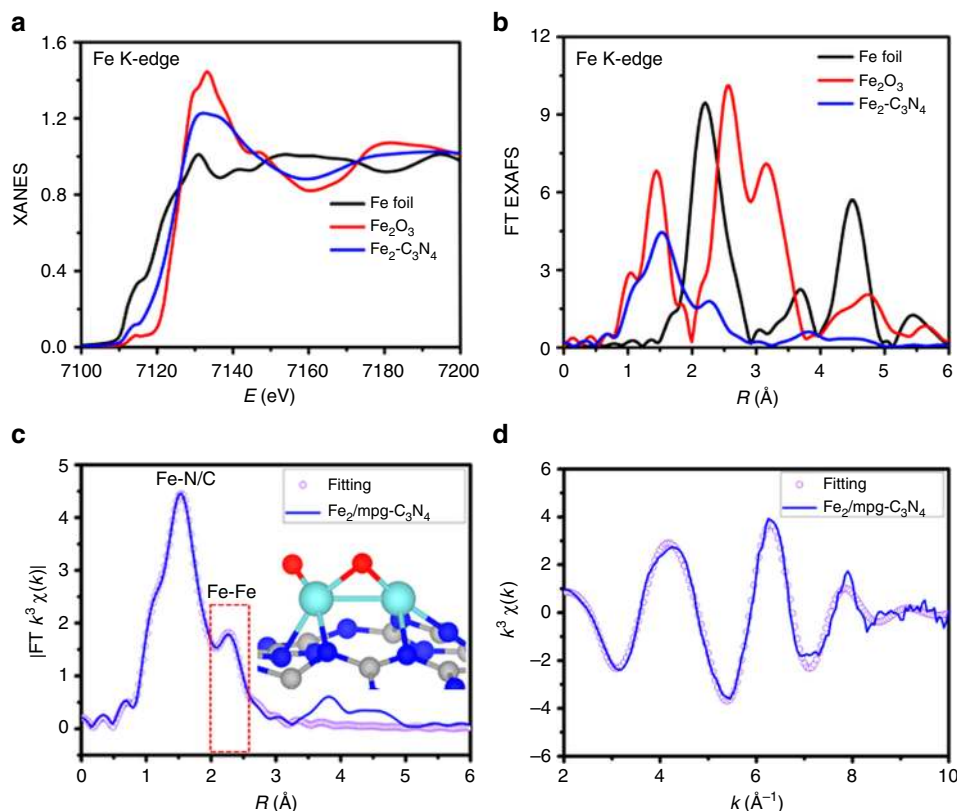 a
Fe K-edge
XANES
1.6
1.2
0.8
0.4
0.0
7100
7120
7140
7160
7180
7200
E (eV)
Fe foil
Fe₂O₃
Fe₂-C₃N₄
b
Fe K-edge
FT EXAFS
12
9
6
3
0
0
1
2
3
4
5
6
R (Å)
Fe foil
Fe₂O₃
Fe₂-C₃N₄
c
|FT k³ χ(k)|
5
4
3
2
1
0
0
1
2
3
4
5
6
R (Å)
Fe-N/C
Fe-Fe
Fitting
Fe₂/mpg-C₃N₄
d
k³ χ(k)
6
4
2
0
–2
–4
–6
2
4
6
8
10
k (Å⁻¹)
Fitting
Fe₂/mpg-C₃N₄